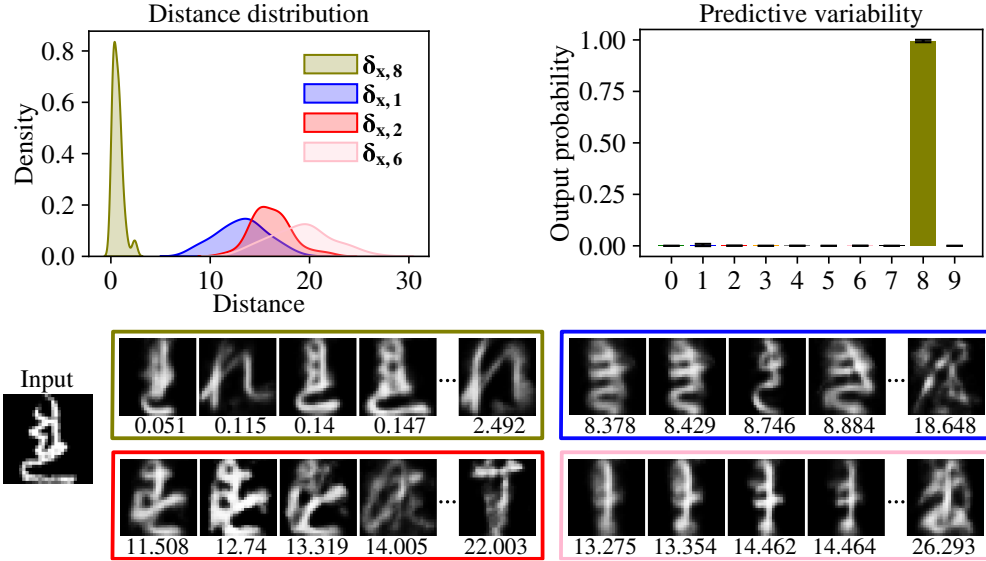 Distance distribution
Density
0.8
0.6
0.4
0.2
0.0
0 10 20 30
Distance
δx,8
δx,1
δx,2
δx,6
Predictive variability
Output probability
1.00
0.75
0.50
0.25
0.00
0 1 2 3 4 5 6 7 8 9
Input
0.051 0.115 0.14 0.147 ... 2.492
8.378 8.429 8.746 8.884 ... 18.648
11.508 12.74 13.319 14.005 ... 22.003
13.275 13.354 14.462 14.464 ... 26.293